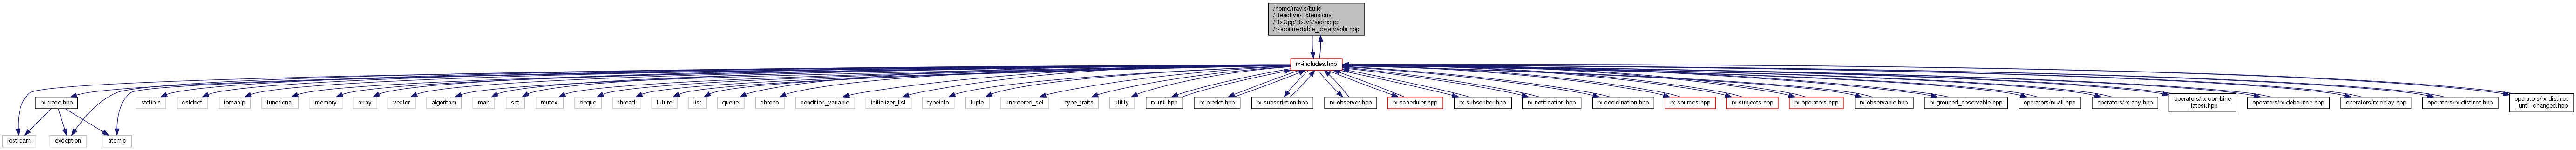 /home/travis/build
/Reactive-Extensions
/RxCpp/Rx/v2/src/rxcpp
/rx-connectable_observable.hpp
rx-includes.hpp
rx-trace.hpp
stdlib.h
cstddef
iomanip
functional
memory
array
vector
algorithm
map
set
mutex
deque
thread
future
list
queue
chrono
condition_variable
initializer_list
typeinfo
tuple
unordered_set
type_traits
utility
rx-util.hpp
rx-predef.hpp
rx-subscription.hpp
rx-observer.hpp
rx-scheduler.hpp
rx-subscriber.hpp
rx-notification.hpp
rx-coordination.hpp
rx-sources.hpp
rx-subjects.hpp
rx-operators.hpp
rx-observable.hpp
rx-grouped_observable.hpp
operators/rx-all.hpp
operators/rx-any.hpp
operators/rx-combine
_latest.hpp
operators/rx-debounce.hpp
operators/rx-delay.hpp
operators/rx-distinct.hpp
operators/rx-distinct
_until_changed.hpp
iostream
exception
atomic